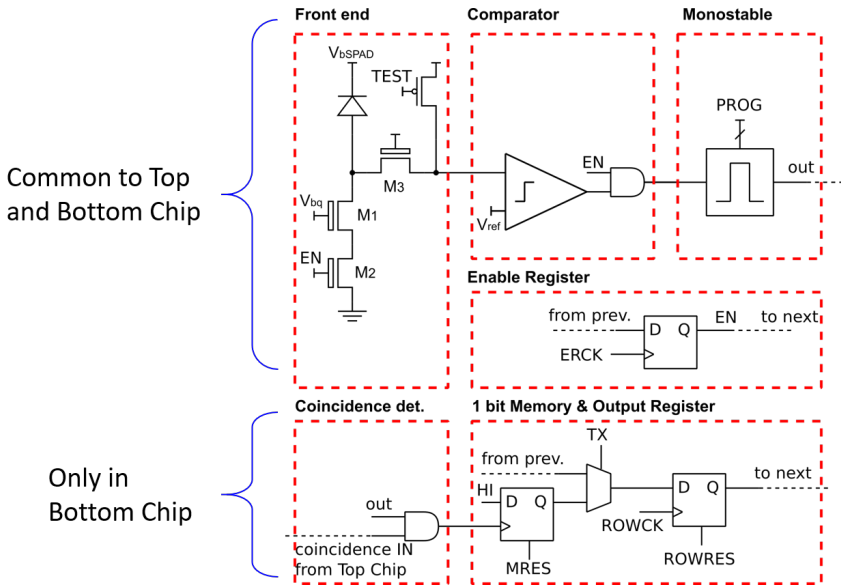 Front end
Comparator
Monostable
VbSPAD
TEST
PROG
EN
out
M3
Common to Top
and Bottom Chip
Vbq
M1
Vref
EN
M2
Enable Register
from prev.
D Q
EN
to next
ERCK
Coincidence det.
1 bit Memory & Output Register
TX
from prev.
to next
Only in
Bottom Chip
HI
D Q
D Q
out
ROWCK
coincidence IN
from Top Chip
MRES
ROWRES